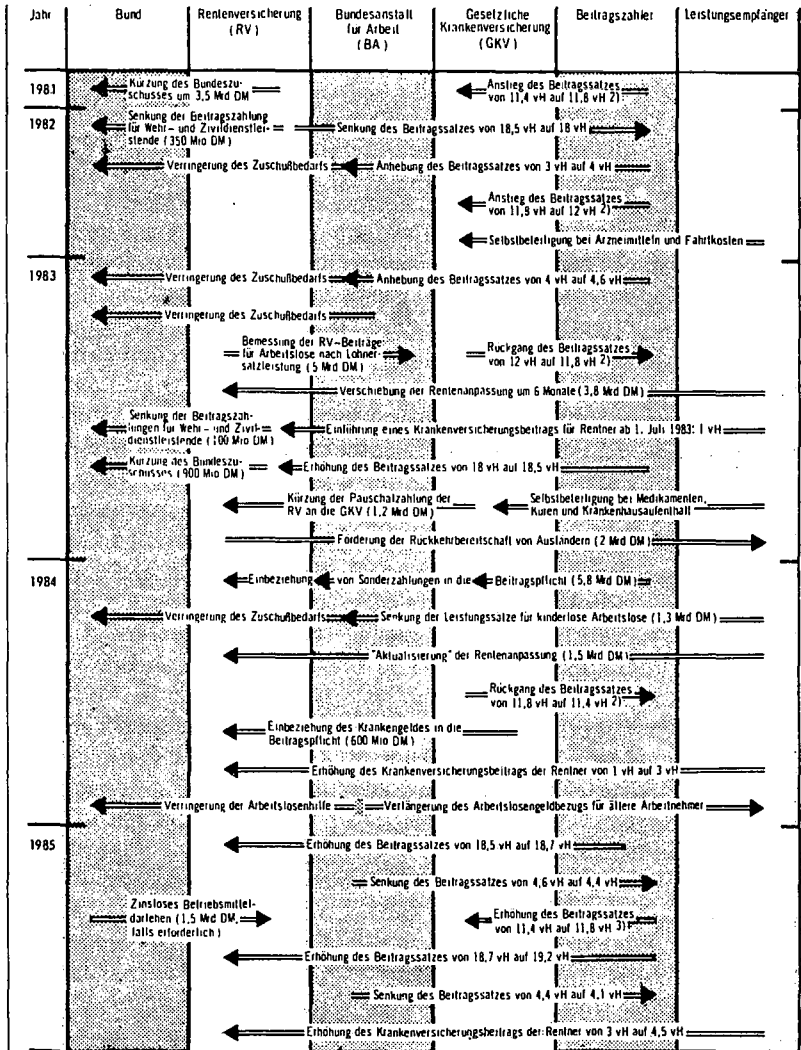 Jahr
Bund
Rentenversicherung
(RV)
Bundesanstalt
für Arbeit
(BA)
Gesetzliche
Krankenversicherung
(GKV)
Beitragszahler
Leistungsempfänger
1981
Kürzung des Bundeszu-
schusses um 3,5 Mrd DM
Anstieg des Beitragssatzes
von 11,4 vH auf 11,8 vH 2)
1982
Senkung der Beitragszahlung
für Wehr- und Zivildienstlei-
stende (350 Mio DM)
Senkung des Beitragssatzes von 18,5 vH auf 18 vH
Verringerung des Zuschußbedarfs
Anhebung des Beitragssatzes von 3 vH auf 4 vH
Anstieg des Beitragssatzes
von 11,8 vH auf 12 vH 2)
Selbstbeteiligung bei Arzneimitteln und Fahrtkosten
1983
Verringerung des Zuschußbedarfs
Anhebung des Beitragssatzes von 4 vH auf 4,6 vH
Verringerung des Zuschußbedarfs
Bemessung der RV-Beiträge
für Arbeitslose nach Lohner-
satzleistung (5 Mrd DM)
Rückgang des Beitragssatzes
von 12 vH auf 11,8 vH 2)
Verschiebung der Rentenanpassung um 6 Monate (3,8 Mrd DM)
Senkung der Beitragszah-
lungen für Wehr- und Zivil-
dienstleistende (100 Mio DM)
Einführung eines Krankenversicherungsbeitrags für Rentner ab 1. Juli 1983: 1 vH
Kürzung des Bundeszu-
schusses (900 Mio DM)
Erhöhung des Beitragssatzes von 18 vH auf 18,5 vH
Kürzung der Pauschalzahlung der
RV an die GKV (1,2 Mrd DM)
Selbstbeteiligung bei Medikamenten,
Kuren und Krankenhausaufenthalt
Förderung der Rückkehrbereitschaft von Ausländern (2 Mrd DM)
1984
Einbeziehung von Sonderzahlungen in die Beitragspflicht (5,8 Mrd DM)
Verringerung des Zuschußbedarfs
Senkung der Leistungssätze für kinderlose Arbeitslose (1,3 Mrd DM)
"Aktualisierung" der Rentenanpassung (1,5 Mrd DM)
Rückgang des Beitragssatzes
von 11,8 vH auf 11,4 vH 2)
Einbeziehung des Krankengeldes in die
Beitragspflicht (600 Mio DM)
Erhöhung des Krankenversicherungsbeitrags der Rentner von 1 vH auf 3 vH
Verringerung der Arbeitslosenhilfe
Verlängerung des Arbeitslosengeldbezugs für ältere Arbeitnehmer
1985
Erhöhung des Beitragssatzes von 18,5 vH auf 18,7 vH
Senkung des Beitragssatzes von 4,6 vH auf 4,4 vH
Zinsloses Betriebsmittel-
darlehen (1,5 Mrd DM,
falls erforderlich)
Erhöhung des Beitragssatzes
von 11,4 vH auf 11,8 vH 3)
Erhöhung des Beitragssatzes von 18,7 vH auf 19,2 vH
Senkung des Beitragssatzes von 4,4 vH auf 4,1 vH
Erhöhung des Krankenversicherungsbeitrags der Rentner von 3 vH auf 4,5 vH